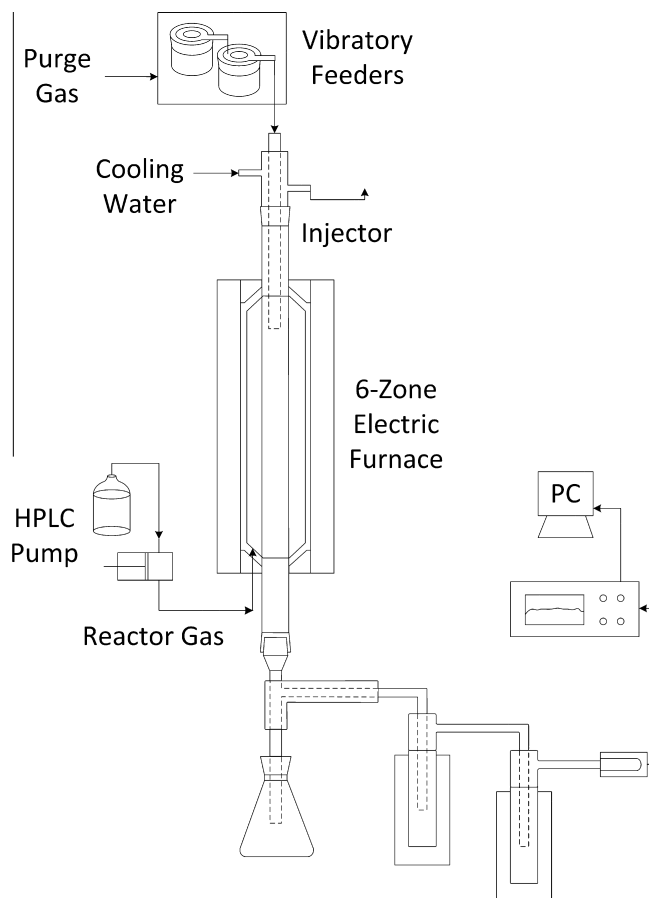 Vibratory
Feeders
Purge
Gas
Cooling
Water
Injector
6-Zone
Electric
Furnace
PC
HPLC
Pump
Reactor Gas